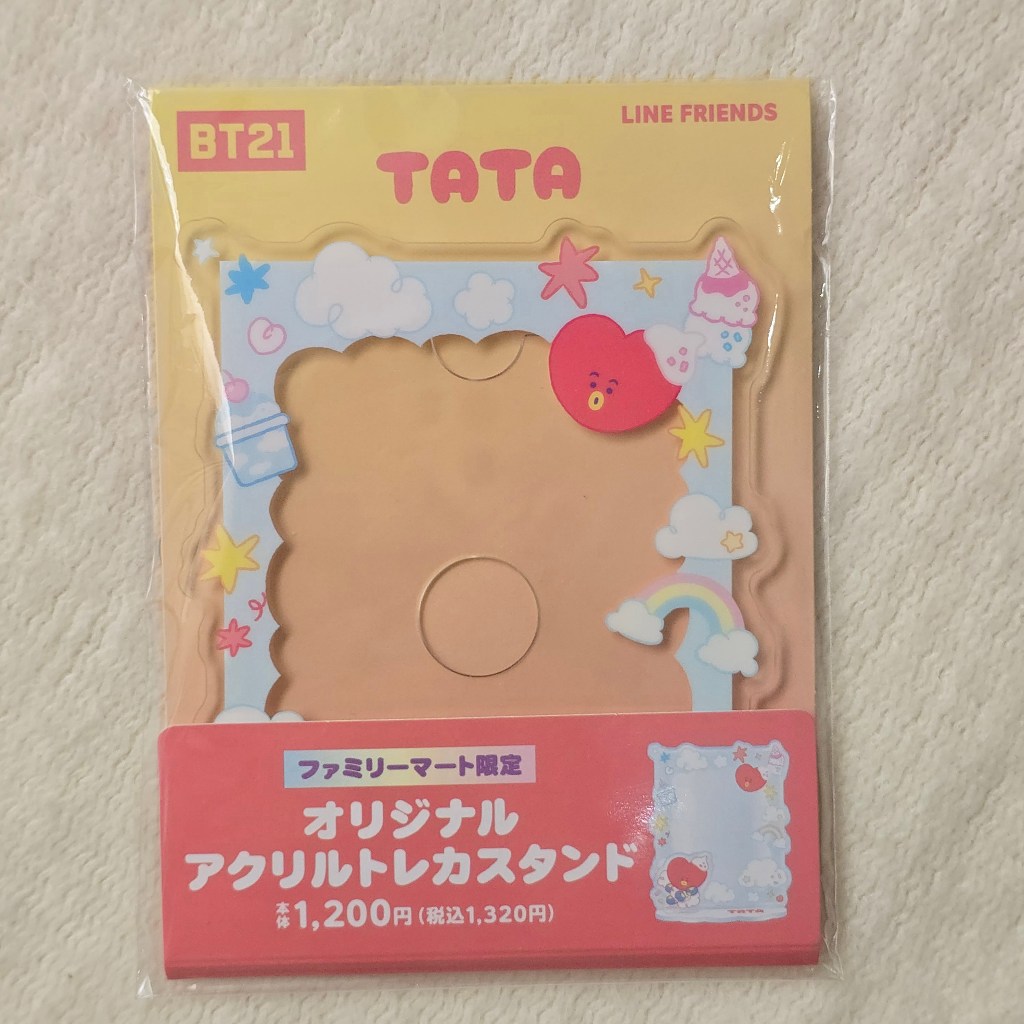 BT21
LINE FRIENDS
TATA
ファミリーマート限定
オリジナル
アクリルトレカスタンド
本体1,200円(税込1,320円)
TATA